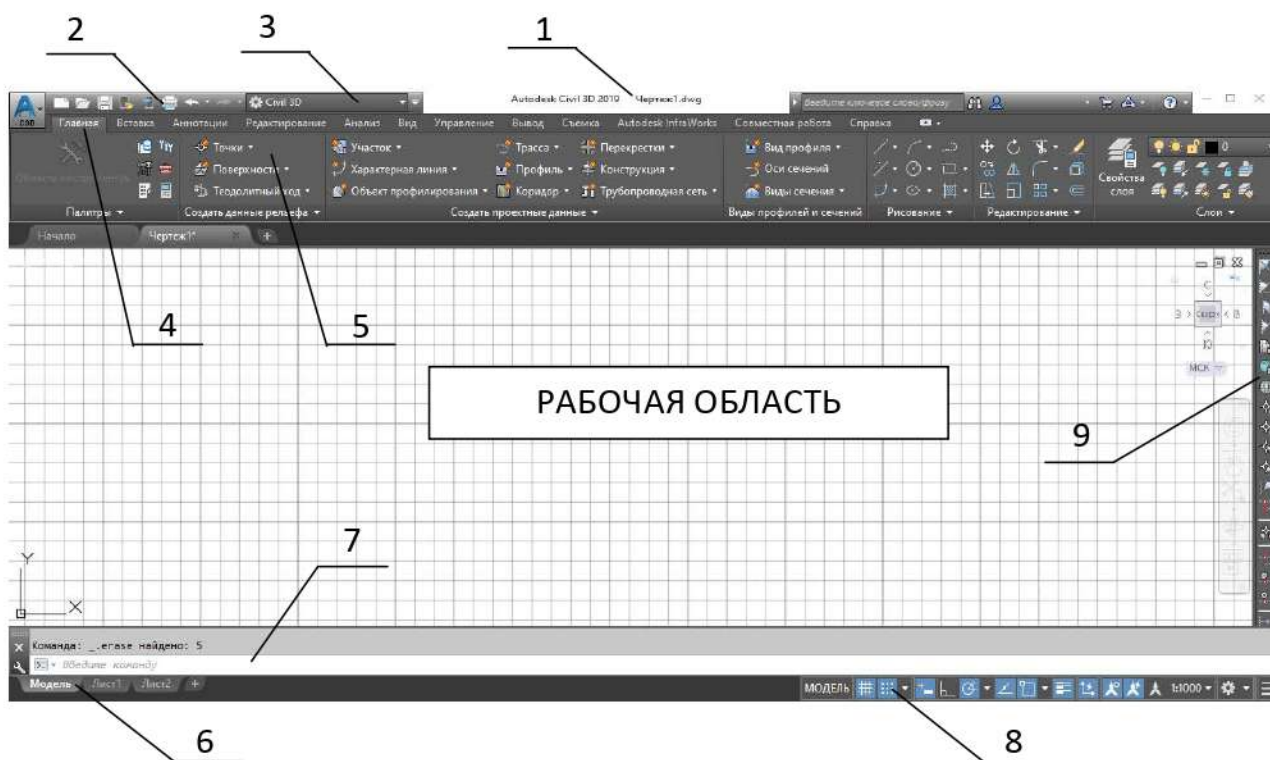 2 3 1
Civil 3D Autodesk Civil 3D 2019 Чертеж1.dwg Введите ключевое слово/фразу
Главная Вставка Аннотации Редактирование Анализ Вид Управление Вывод Съемка Autodesk InfraWorks Совместная работа Справка
Точки Участок Трасса Перекрестки Вид профиля 0
Поверхности Характерная линия Профиль Конструкция Оси сечений Свойства
Теодолитный ход Объект профилирования Коридор Трубопроводная сеть Виды сечения слоя
Палитры Создать данные рельефа Создать проектные данные Виды профилей и сечений Рисование Редактирование Слои
Начало Чертеж1*
С
В Сверху В
Ю
МСК
4 5
РАБОЧАЯ ОБЛАСТЬ
9
7
Y
X
Команда: _.erase найдено: 5
Введите команду
Модель Лист1 Лист2 + МОДЕЛЬ 1:1000
6 8